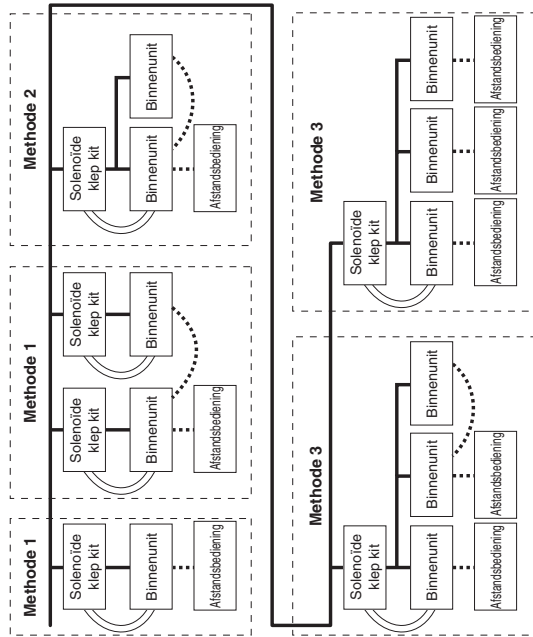 Methode 1
Solenoïde
klep kit
Binnenunit
Afstandsbediening
Methode 1
Solenoïde
klep kit
Solenoïde
klep kit
Binnenunit
Binnenunit
Afstandsbediening
Methode 2
Solenoïde
klep kit
Binnenunit
Binnenunit
Afstandsbediening
Methode 3
Solenoïde
klep kit
Binnenunit
Binnenunit
Binnenunit
Afstandsbediening
Afstandsbediening
Methode 3
Solenoïde
klep kit
Binnenunit
Binnenunit
Binnenunit
Afstandsbediening
Afstandsbediening
Afstandsbediening